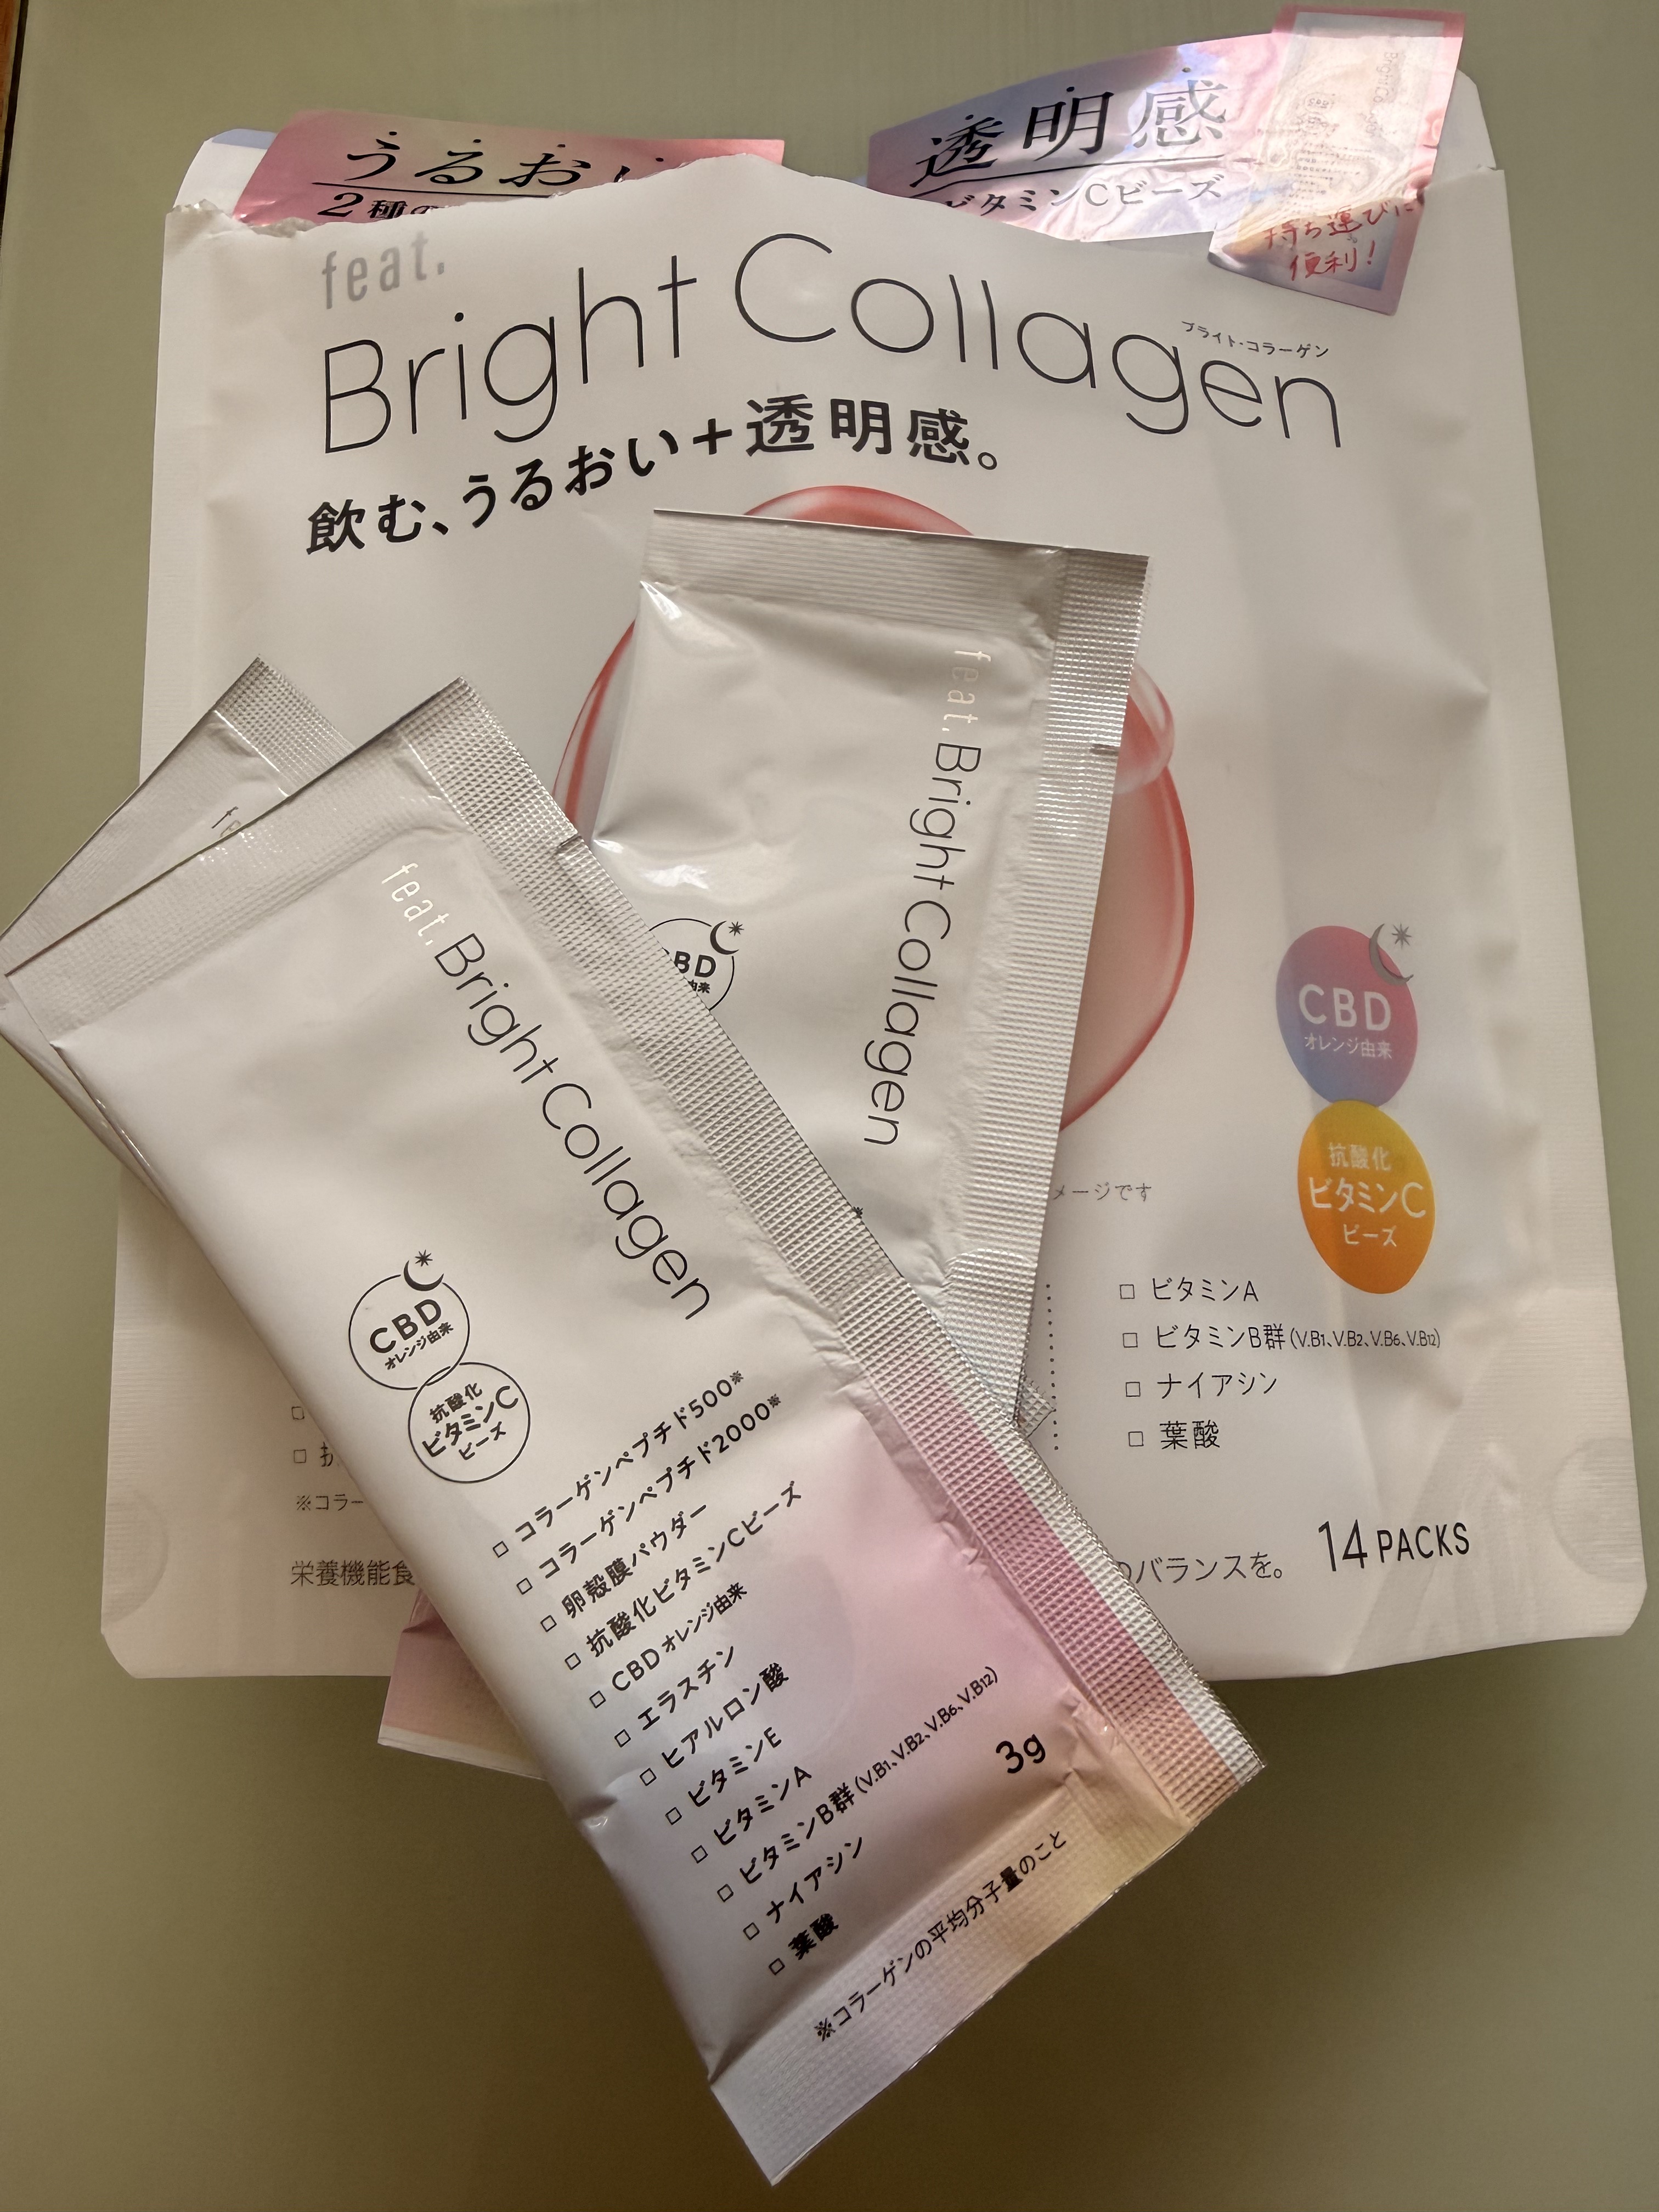 うるおい
2種の
透明感
ビタミンCビーズ
持ち運びに
便利!
feat.
Bright Collagen
ブライト・コラーゲン
飲む、うるおい+透明感。
CBD
オレンジ由来
抗酸化
ビタミンC
ビーズ
メージです
□ ビタミンA
□ ビタミンB群(V.B1、V.B2、V.B6、V.B12)
□ ナイアシン
□ 葉酸
※コラー
栄養機能食
のバランスを。
14 PACKS
feat. Bright Collagen
BD
由来
feat. Bright Collagen
CBD
オレンジ由来
抗酸化
ビタミンC
ビーズ
□ コラーゲンペプチド500※
□ コラーゲンペプチド2000※
□ 卵殻膜パウダー
□ 抗酸化ビタミンCビーズ
□ CBD オレンジ由来
□ エラスチン
□ ヒアルロン酸
□ ビタミンE
□ ビタミンA
□ ビタミンB群(V.B1、V.B2、V.B6、V.B12)
□ ナイアシン
□ 葉酸
3g
※コラーゲンの平均分子量のこと